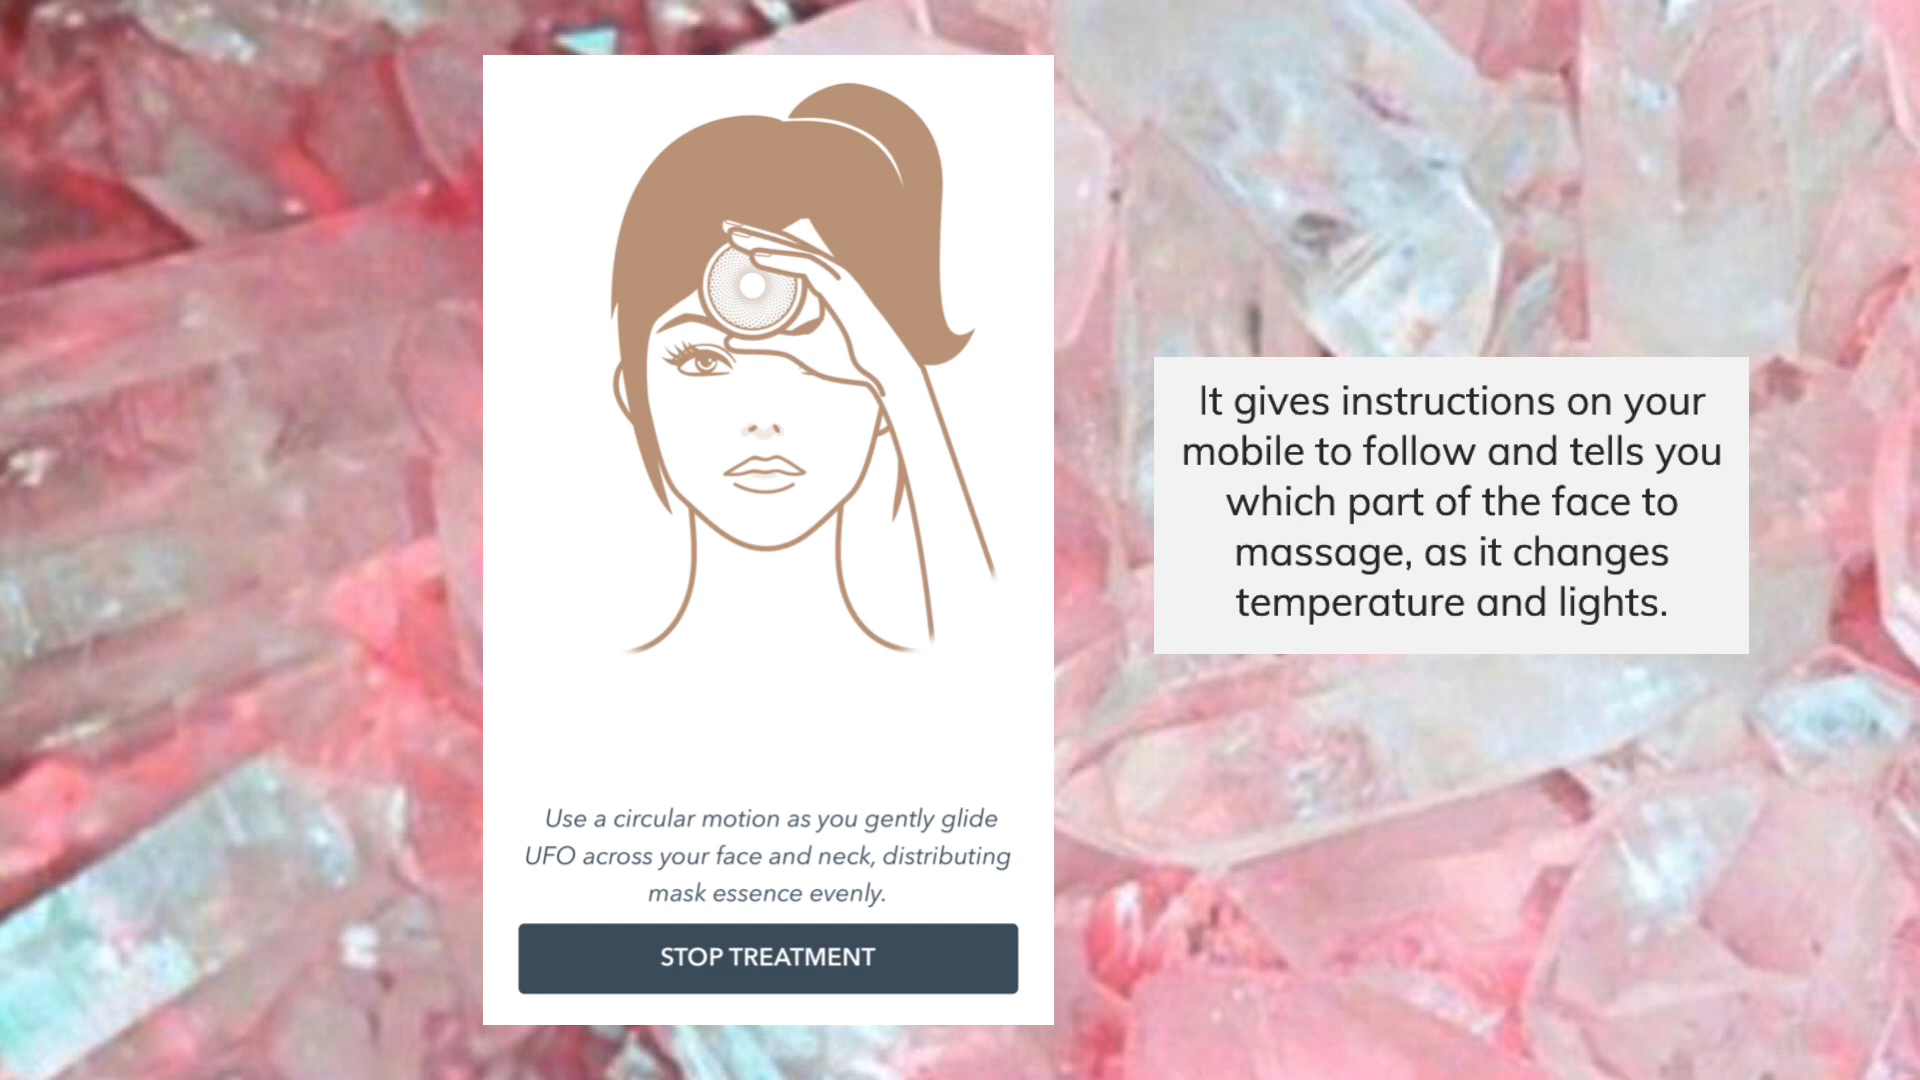 It gives instructions on your
mobile to follow and tells you
which part of the face to
massage, as it changes
temperature and lights.
Use a circular motion as you gently glide
UFO across your face and neck, distributing
mask essence evenly.
STOP TREATMENT